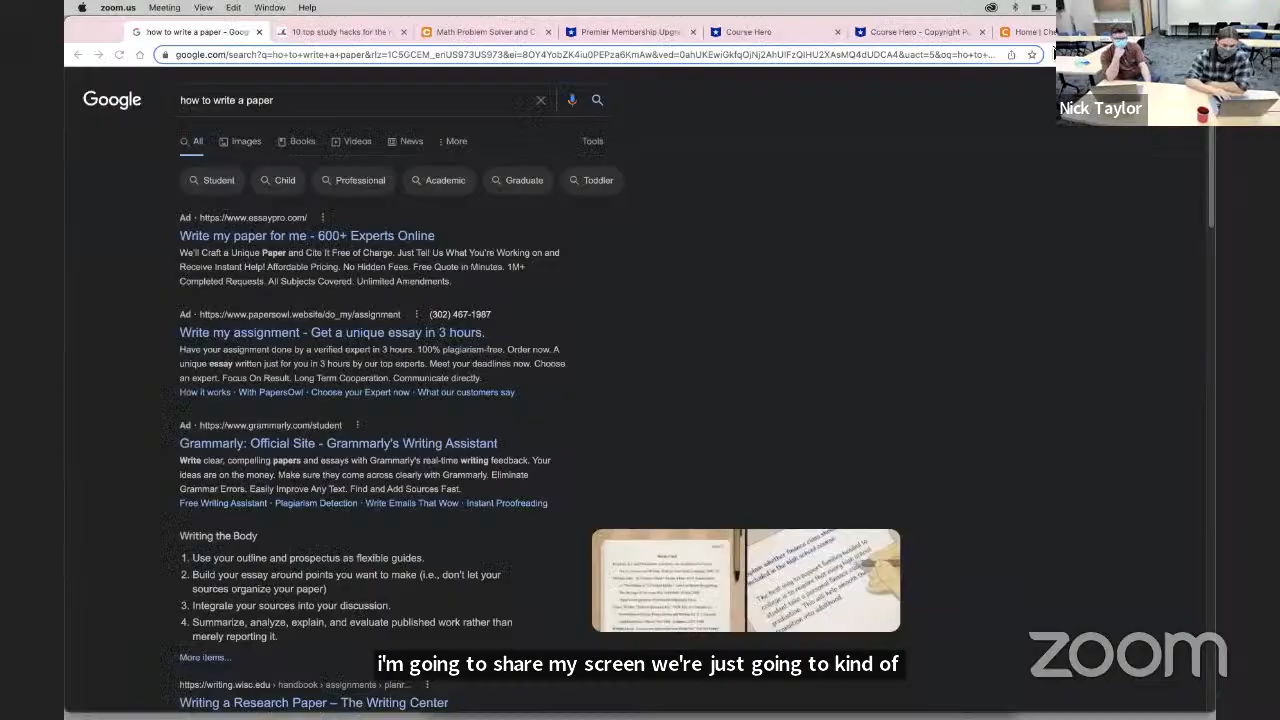 zoom.us Meeting View Edit Window Help
how to write a paper - Goog
10 top study hacks for the
Math Problem Solver and C
Premier Membership Upgra
Course Hero
Course Hero - Copyright P
Home | Che
Google
how to write a paper
All Images Books Videos News More Tools
Student Child Professional Academic Graduate Toddler
Ad · https://www.essaypro.com/
Write my paper for me - 600+ Experts Online
We'll Craft a Unique Paper and Cite It Free of Charge. Just Tell Us What You're Working on and
Receive Instant Help! Affordable Pricing. No Hidden Fees. Free Quote in Minutes. 1M+
Completed Requests. All Subjects Covered. Unlimited Amendments.
Ad · https://www.papersowl.website/do_my/assignment (302) 467-1987
Write my assignment - Get a unique essay in 3 hours.
Have your assignment done by a verified expert in 3 hours. 100% plagiarism-free. Order now. A
unique essay written just for you in 3 hours by our top experts. Meet your deadlines now. Choose
an expert. Focus On Result. Long Term Cooperation. Communicate directly.
How it works · With PapersOwl · Choose your Expert now · What our customers say
Ad · https://www.grammarly.com/student
Grammarly: Official Site - Grammarly's Writing Assistant
Write clear, compelling papers and essays with Grammarly's real-time writing feedback. Your
ideas are on the money. Make sure they come across clearly with Grammarly. Eliminate
Grammar Errors. Easily Improve Any Text. Find and Add Sources Fast.
Free Writing Assistant · Plagiarism Detection · Write Emails That Wow · Instant Proofreading
Writing the Body
1. Use your outline and prospectus as flexible guides.
2. Build your essay around points you want to make (i.e., don't let your
sources organize your paper)
3. Integrate your sources into your discussion.
4. Summarize, analyze, explain, and evaluate published work rather than
merely reporting it.
More items...
https://writing.wisc.edu › handbook › assignments › planr...
Writing a Research Paper – The Writing Center
Nick Taylor
i'm going to share my screen we're just going to kind of
zoom